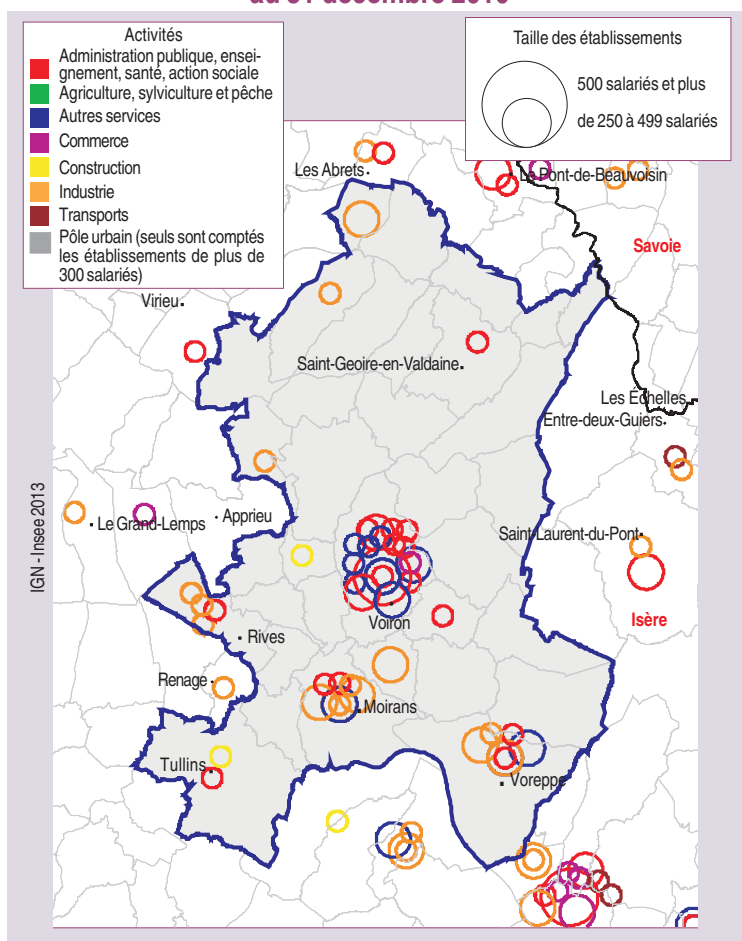 au 31 décembre 2010
Activités
Administration publique, ensei-
gnement, santé, action sociale
Agriculture, sylviculture et pêche
Autres services
Commerce
Construction
Industrie
Transports
Pôle urbain (seuls sont comptés
les établissements de plus de
300 salariés)
Taille des établissements
500 salariés et plus
de 250 à 499 salariés
Les Abrets
Le Pont-de-Beauvoisin
Savoie
Virieu
Saint-Geoire-en-Valdaine
Les Échelles
Entre-deux-Guiers
Le Grand-Lemps
Apprieu
Saint-Laurent-du-Pont
Isère
Voiron
Rives
Renage
Moirans
Tullins
Voreppe
IGN - Insee 2013